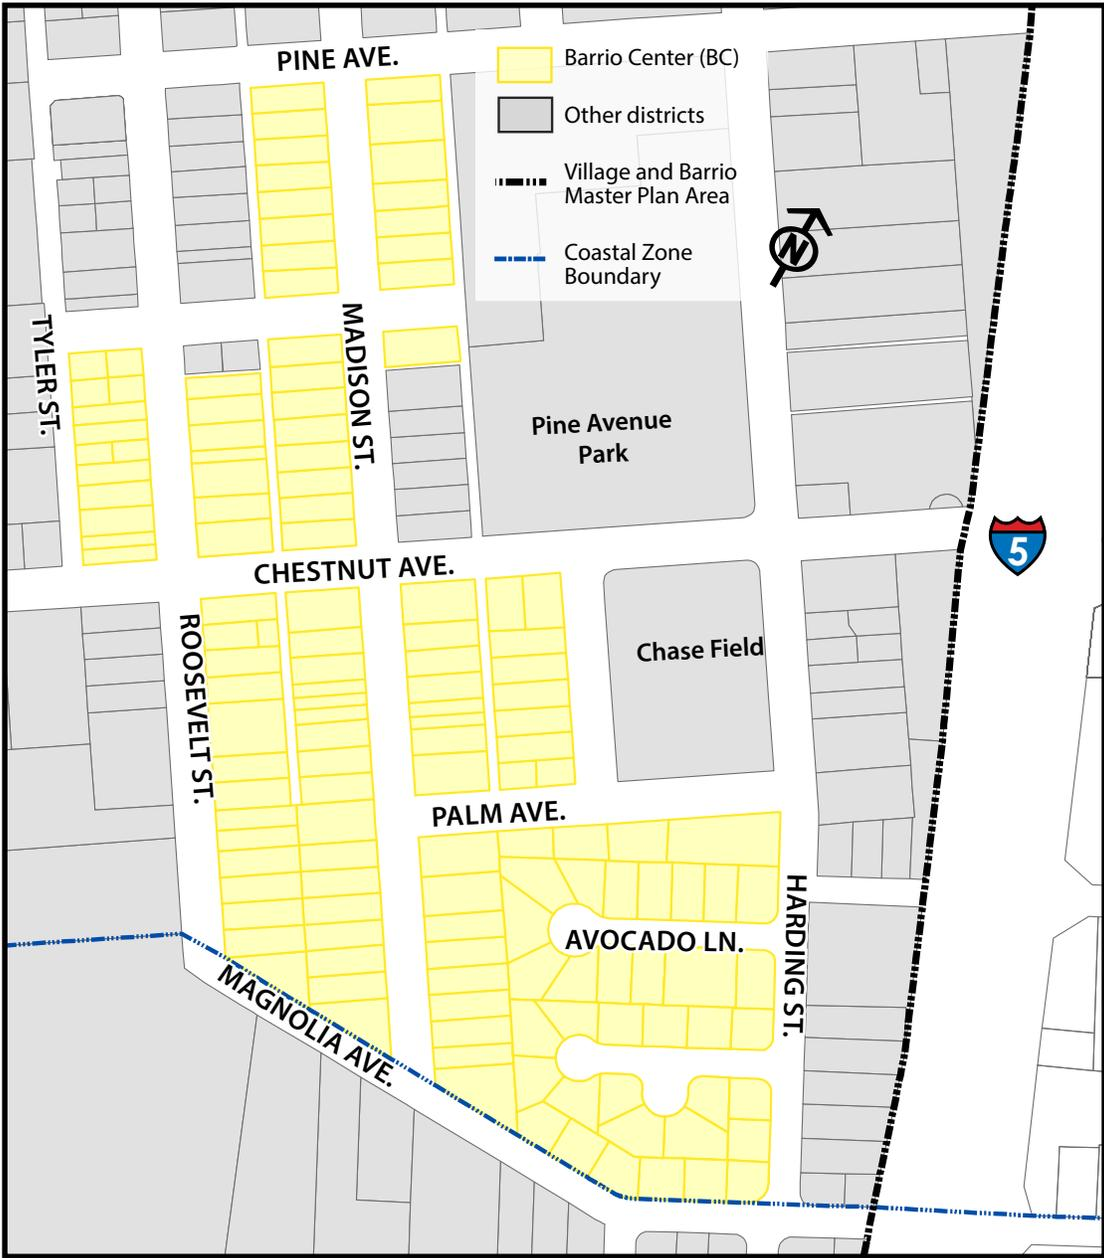 PINE AVE.
Barrio Center (BC)
Other districts
Village and Barrio
Master Plan Area
Coastal Zone
Boundary
N
TYLER ST.
MADISON ST.
Pine Avenue
Park
5
CHESTNUT AVE.
ROOSEVELT ST.
Chase Field
PALM AVE.
HARDING ST.
AVOCADO LN.
MAGNOLIA AVE.